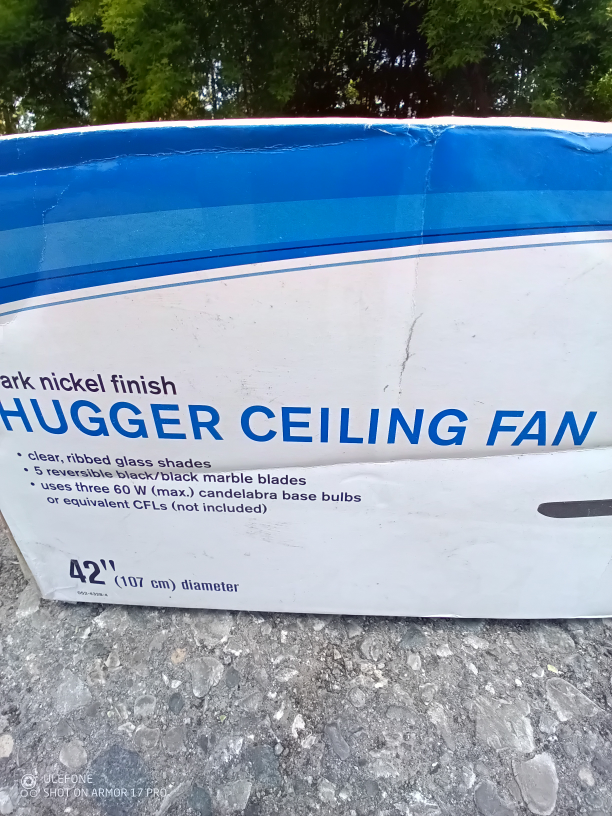 ark nickel finish
HUGGER CEILING FAN
• clear, ribbed glass shades
• 5 reversible black/black marble blades
• uses three 60 W (max.) candelabra base bulbs
or equivalent CFLs (not included)
42" (107 cm) diameter
ULEFONE
SHOT ON ARMOR 17 PRO